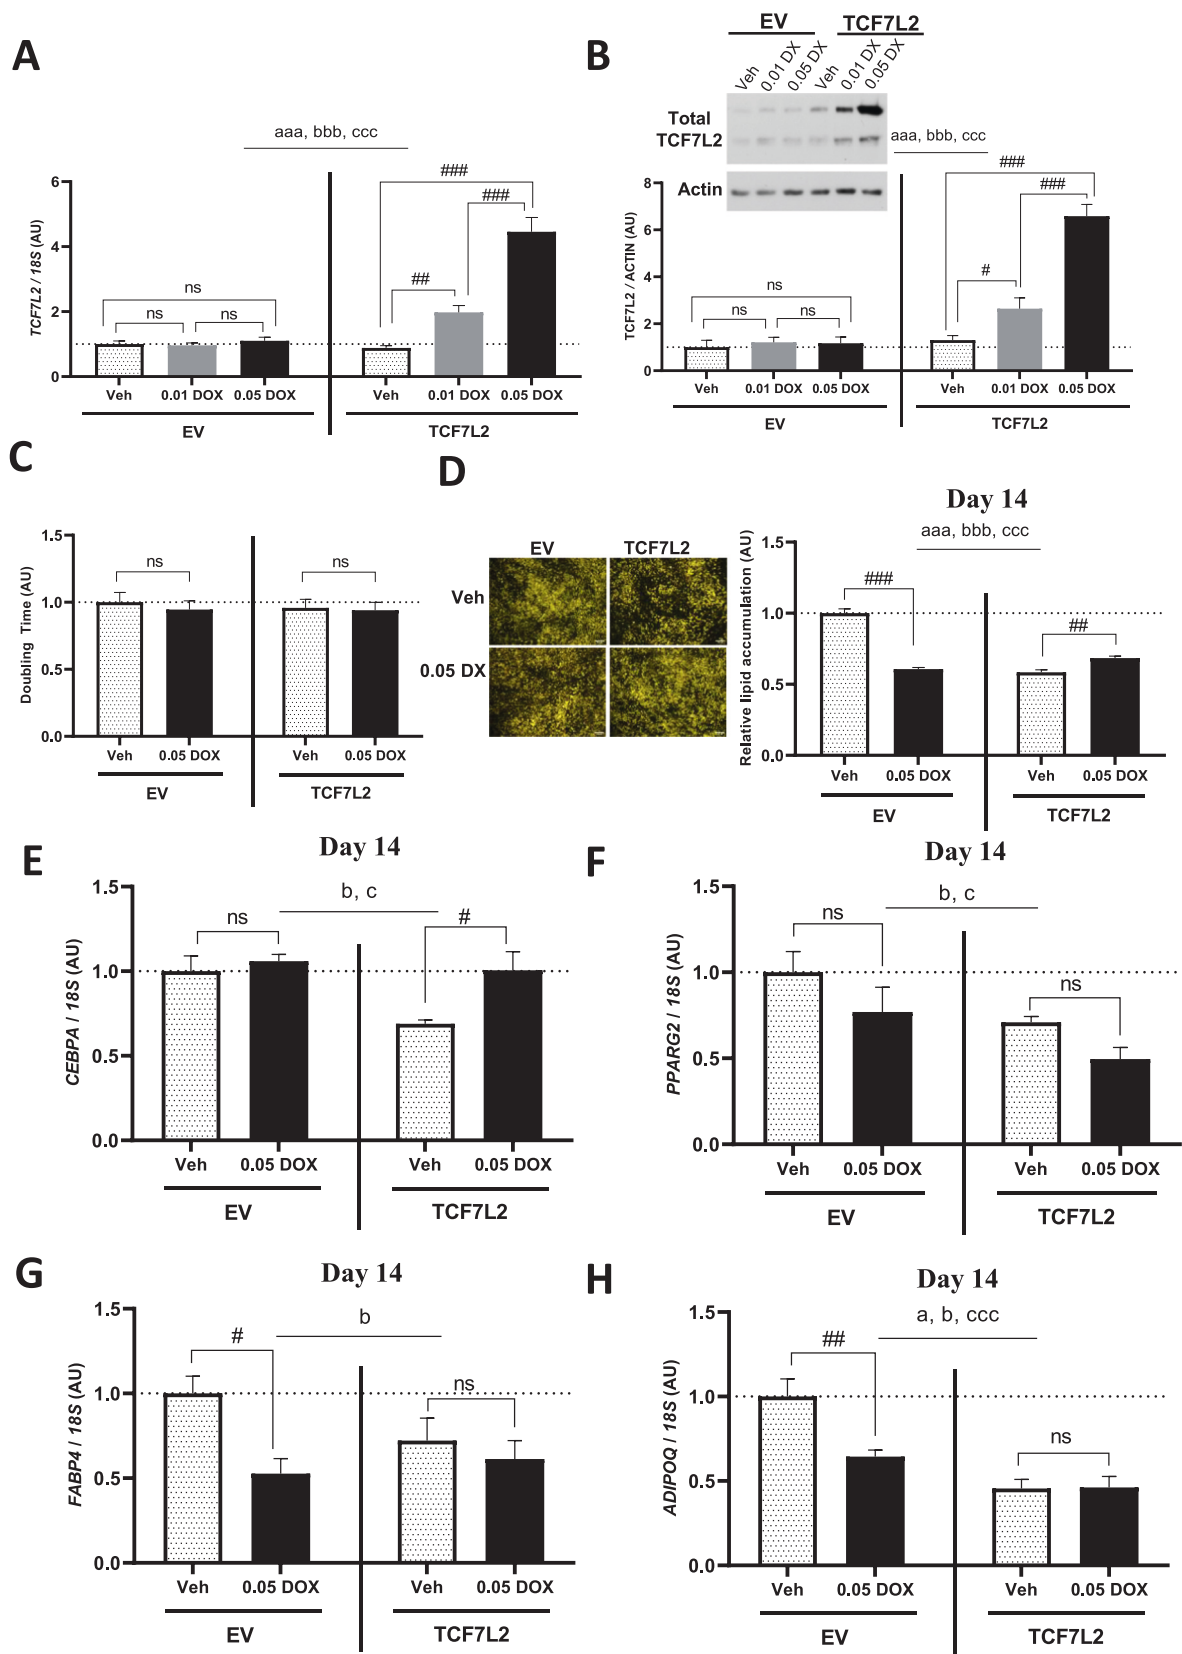 A
aaa, bbb, ccc
###
###
##
ns
ns
ns
TCF7L2 / 18S (AU)
6
4
2
0
Veh
0.01 DOX
0.05 DOX
Veh
0.01 DOX
0.05 DOX
EV
TCF7L2
B
EV
TCF7L2
Veh
0.01 DX
0.05 DX
Veh
0.01 DX
0.05 DX
Total
TCF7L2
Actin
aaa, bbb, ccc
###
###
#
ns
ns
ns
TCF7L2 / ACTIN (AU)
8
6
4
2
0
Veh
0.01 DOX
0.05 DOX
Veh
0.01 DOX
0.05 DOX
EV
TCF7L2
C
Doubling Time (AU)
1.5
1.0
0.5
0.0
ns
ns
Veh
0.05 DOX
Veh
0.05 DOX
EV
TCF7L2
D
EV
TCF7L2
Veh
0.05 DX
Day 14
aaa, bbb, ccc
###
##
Relative lipid accumulation (AU)
1.5
1.0
0.5
0.0
Veh
0.05 DOX
Veh
0.05 DOX
EV
TCF7L2
E
Day 14
b, c
ns
#
CEBPA / 18S (AU)
1.5
1.0
0.5
0.0
Veh
0.05 DOX
Veh
0.05 DOX
EV
TCF7L2
F
Day 14
b, c
ns
ns
PPARG2 / 18S (AU)
1.5
1.0
0.5
0.0
Veh
0.05 DOX
Veh
0.05 DOX
EV
TCF7L2
G
Day 14
b
#
ns
FABP4 / 18S (AU)
1.5
1.0
0.5
0.0
Veh
0.05 DOX
Veh
0.05 DOX
EV
TCF7L2
H
Day 14
a, b, ccc
##
ns
ADIPOQ / 18S (AU)
1.5
1.0
0.5
0.0
Veh
0.05 DOX
Veh
0.05 DOX
EV
TCF7L2